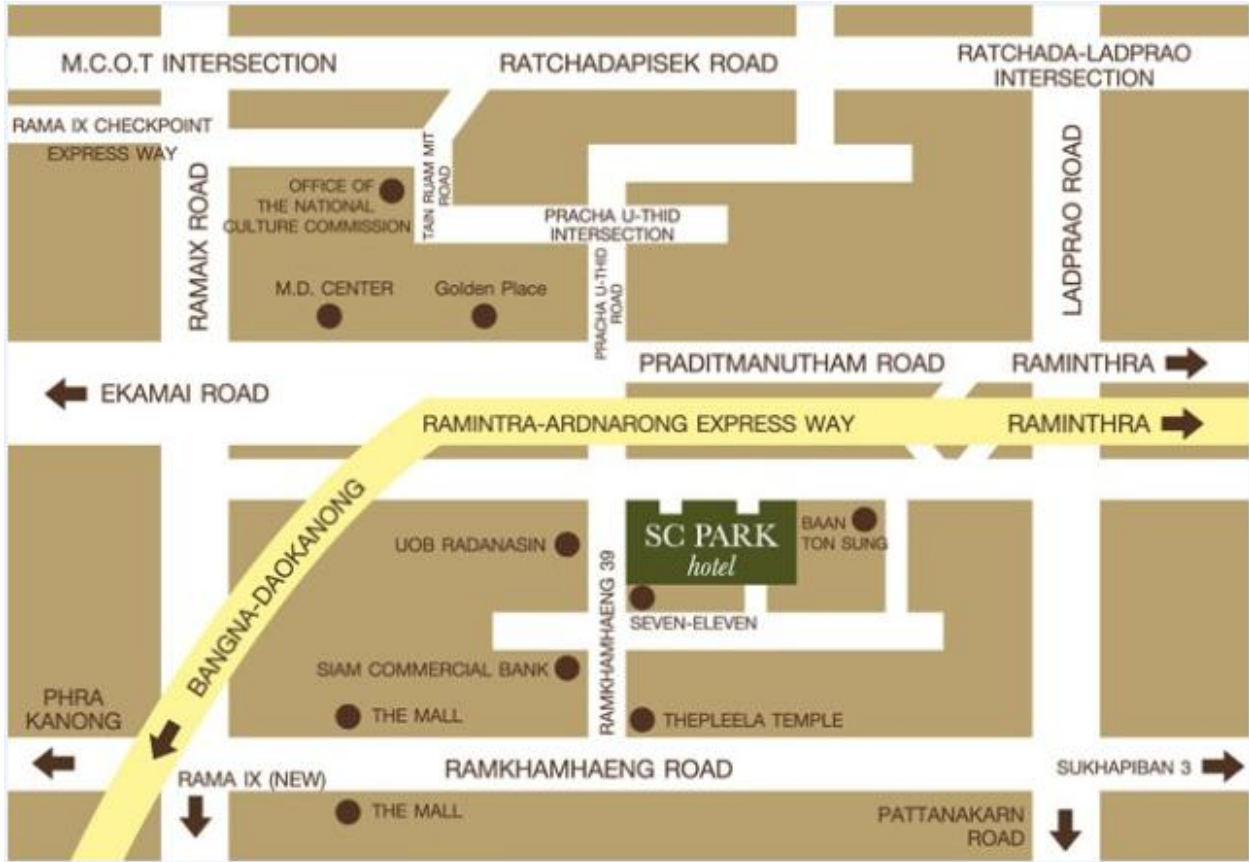 M.C.O.T INTERSECTION
RATCHADAPISEK ROAD
RATCHADA-LADPRAO
INTERSECTION
RAMA IX CHECKPOINT
EXPRESS WAY
RAMAIX ROAD
OFFICE OF
THE NATIONAL
CULTURE COMMISSION
TAIN RUAM MIT
ROAD
PRACHA U-THID
INTERSECTION
LADPRAO ROAD
M.D. CENTER
Golden Place
PRACHA U-THID
ROAD
PRADITMANUTHAM ROAD
RAMINTHRA
EKAMAI ROAD
RAMINTRA-ARDNARONG EXPRESS WAY
RAMINTHRA
BANGNA-DAOKANONG
UOB RADANASIN
RAMKHAMHAENG 39
SC PARK
hotel
BAAN
TON SUNG
SEVEN-ELEVEN
SIAM COMMERCIAL BANK
THE MALL
THEPLEELA TEMPLE
PHRA
KANONG
RAMA IX (NEW)
RAMKHAMHAENG ROAD
SUKHAPIBAN 3
THE MALL
PATTANAKARN
ROAD